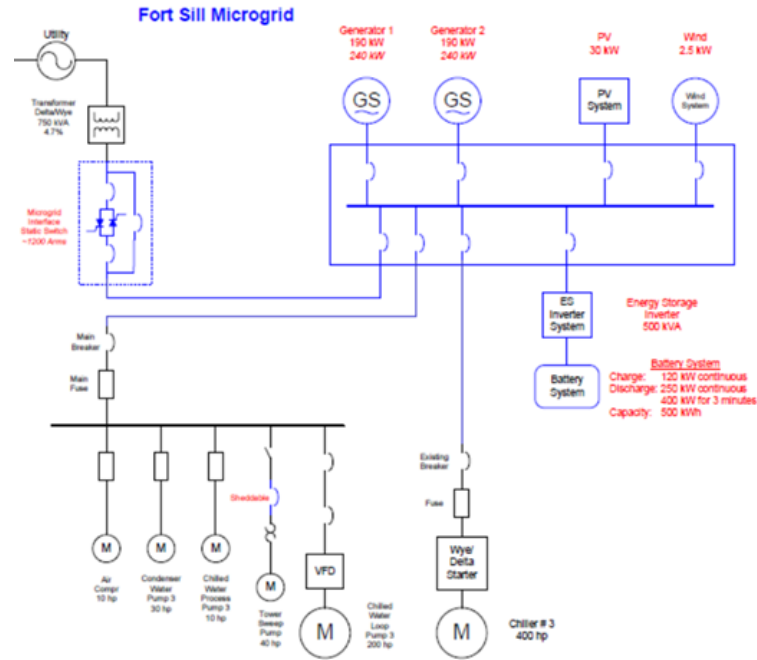 Fort Sill Microgrid
Utility
Transformer
Delta/Wye
750 kVA
4.7%
Microgrid
Interface
Static Switch
~1200 Arms
Generator 1
190 kW
240 kW
Generator 2
190 kW
240 kW
PV
30 kW
Wind
2.5 kW
GS
GS
PV
System
Wind
System
ES
Inverter
System
Energy Storage
Inverter
500 kVA
Battery
System
Battery System
Charge: 120 kW continuous
Discharge: 250 kW continuous
400 kW for 3 minutes
Capacity: 500 kWh
Main
Breaker
Main
Fuse
Sheddable
Existing
Breaker
Fuse
Wye/
Delta
Starter
VFD
M
M
M
M
M
M
Air
Compr
10 hp
Condenser
Water
Pump 3
30 hp
Chilled
Water
Process
Pump 3
10 hp
Tower
Sweep
Pump
40 hp
Chilled
Water
Loop
Pump 3
200 hp
Chiller # 3
400 hp